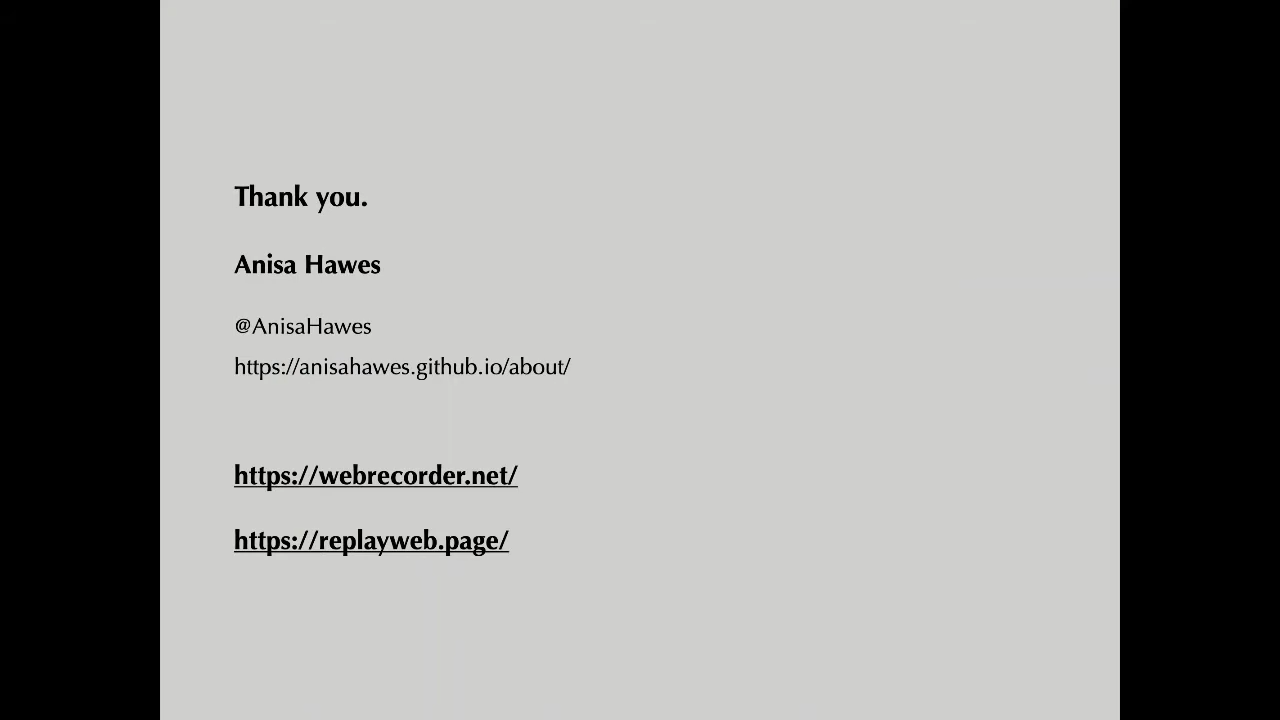 Thank you.
Anisa Hawes
@AnisaHawes
https://anisahawes.github.io/about/
https://webrecorder.net/
https://replayweb.page/